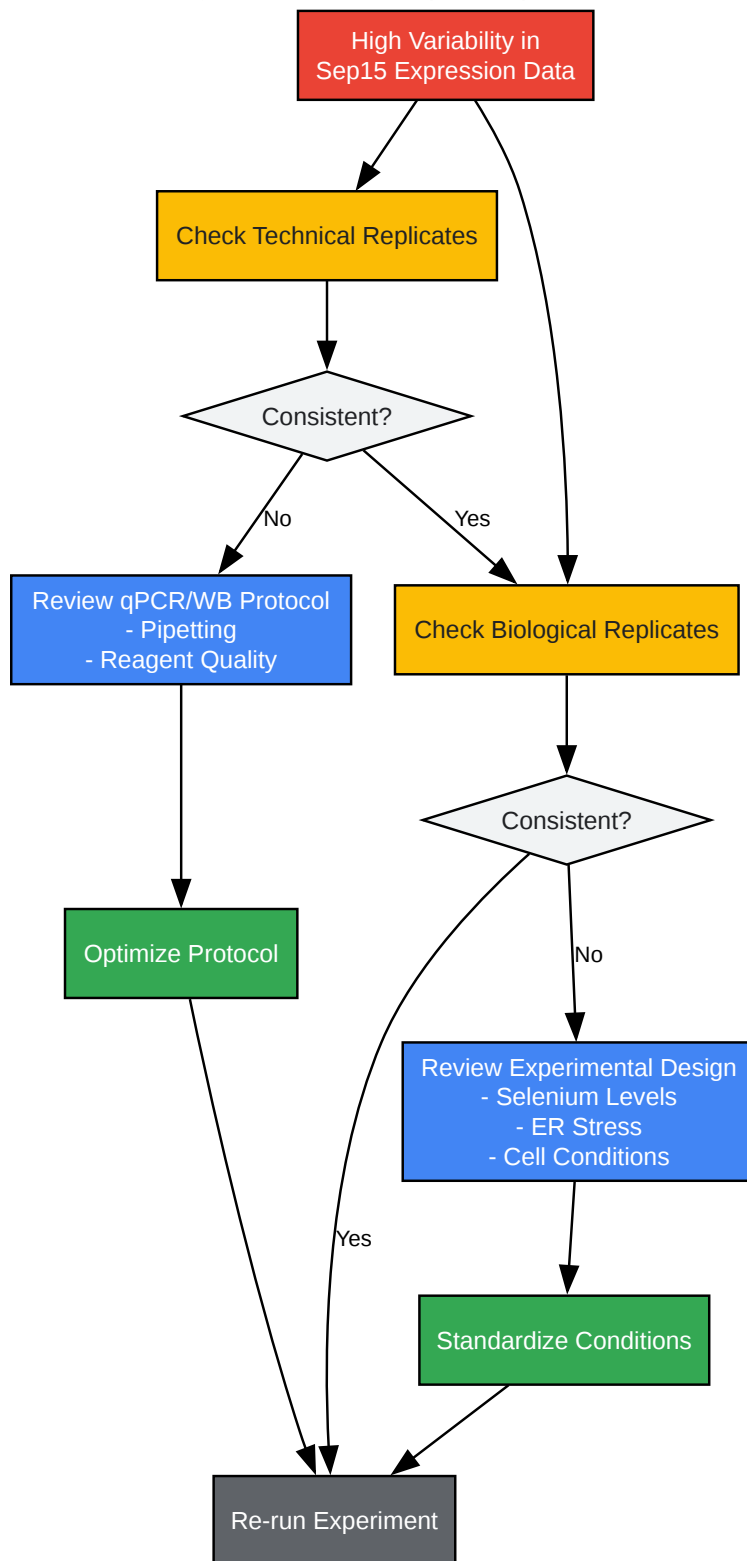 High Variability in
Sep15 Expression Data
Check Technical Replicates
Consistent?
No
Yes
Review qPCR/WB Protocol
- Pipetting
- Reagent Quality
Check Biological Replicates
Consistent?
Optimize Protocol
No
Review Experimental Design
- Selenium Levels
- ER Stress
- Cell Conditions
Yes
Standardize Conditions
Re-run Experiment